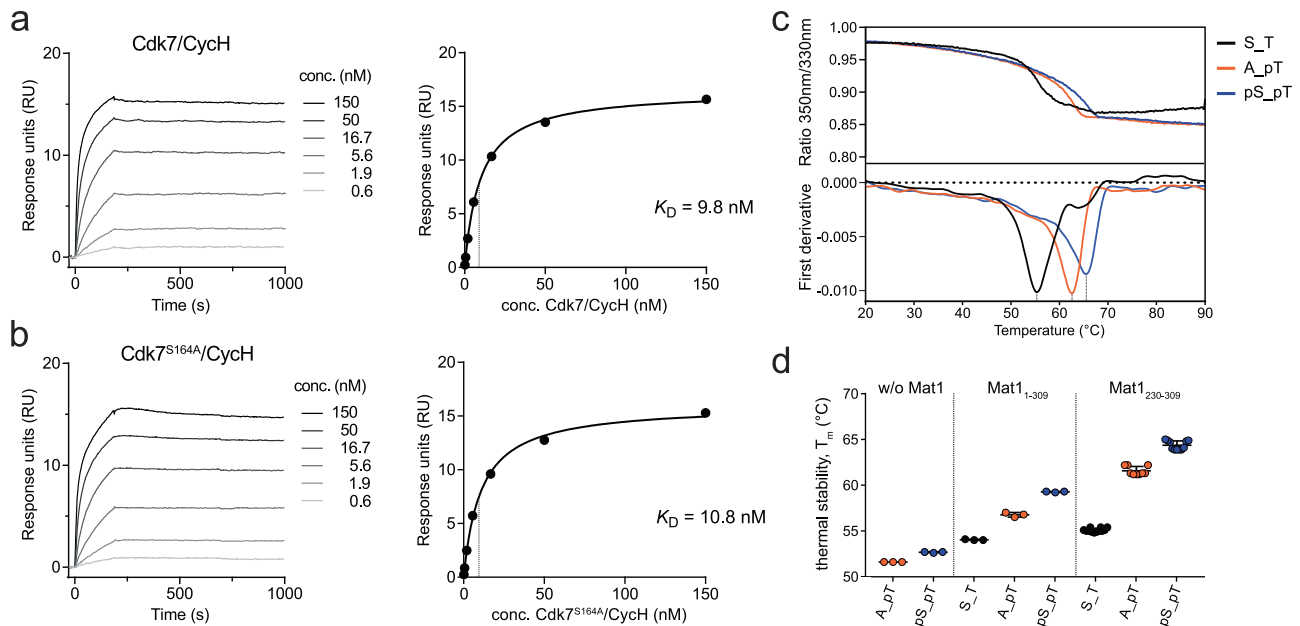 a
Cdk7/CycH
Response units (RU)
20
15
10
5
0
0
500
1000
Time (s)
conc. (nM)
150
50
16.7
5.6
1.9
0.6
Response units (RU)
20
15
10
5
0
0
50
100
150
conc. Cdk7/CycH (nM)
K_D = 9.8 nM
b
Cdk7^S164A/CycH
Response units (RU)
20
10
0
0
500
1000
Time (s)
conc. (nM)
150
50
16.7
5.6
1.9
0.6
Response units (RU)
20
15
10
5
0
0
50
100
150
conc. Cdk7^S164A/CycH (nM)
K_D = 10.8 nM
c
Ratio 350nm/330nm
1.00
0.95
0.90
0.85
0.80
First derivative
0.000
-0.005
-0.010
20
30
40
50
60
70
80
90
Temperature (°C)
S_T
A_pT
pS_pT
d
w/o Mat1
Mat1_1-309
Mat1_230-309
thermal stability, T_m (°C)
70
65
60
55
50
A_pT
pS_pT
S_T
A_pT
pS_pT
S_T
A_pT
pS_pT